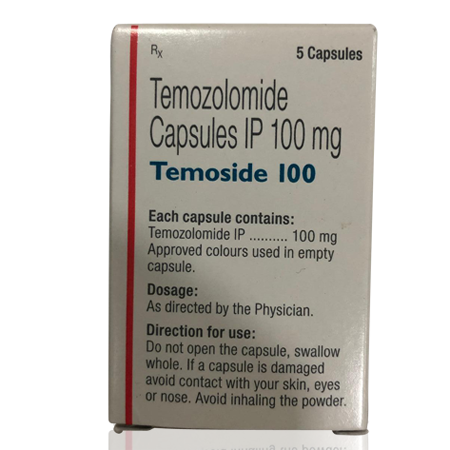 Rx
5 Capsules
Temozolomide
Capsules IP 100 mg
Temoside 100
Each capsule contains:
Temozolomide IP .......... 100 mg
Approved colours used in empty
capsule.
Dosage:
As directed by the Physician.
Direction for use:
Do not open the capsule, swallow
whole. If a capsule is damaged
avoid contact with your skin, eyes
or nose. Avoid inhaling the powder.